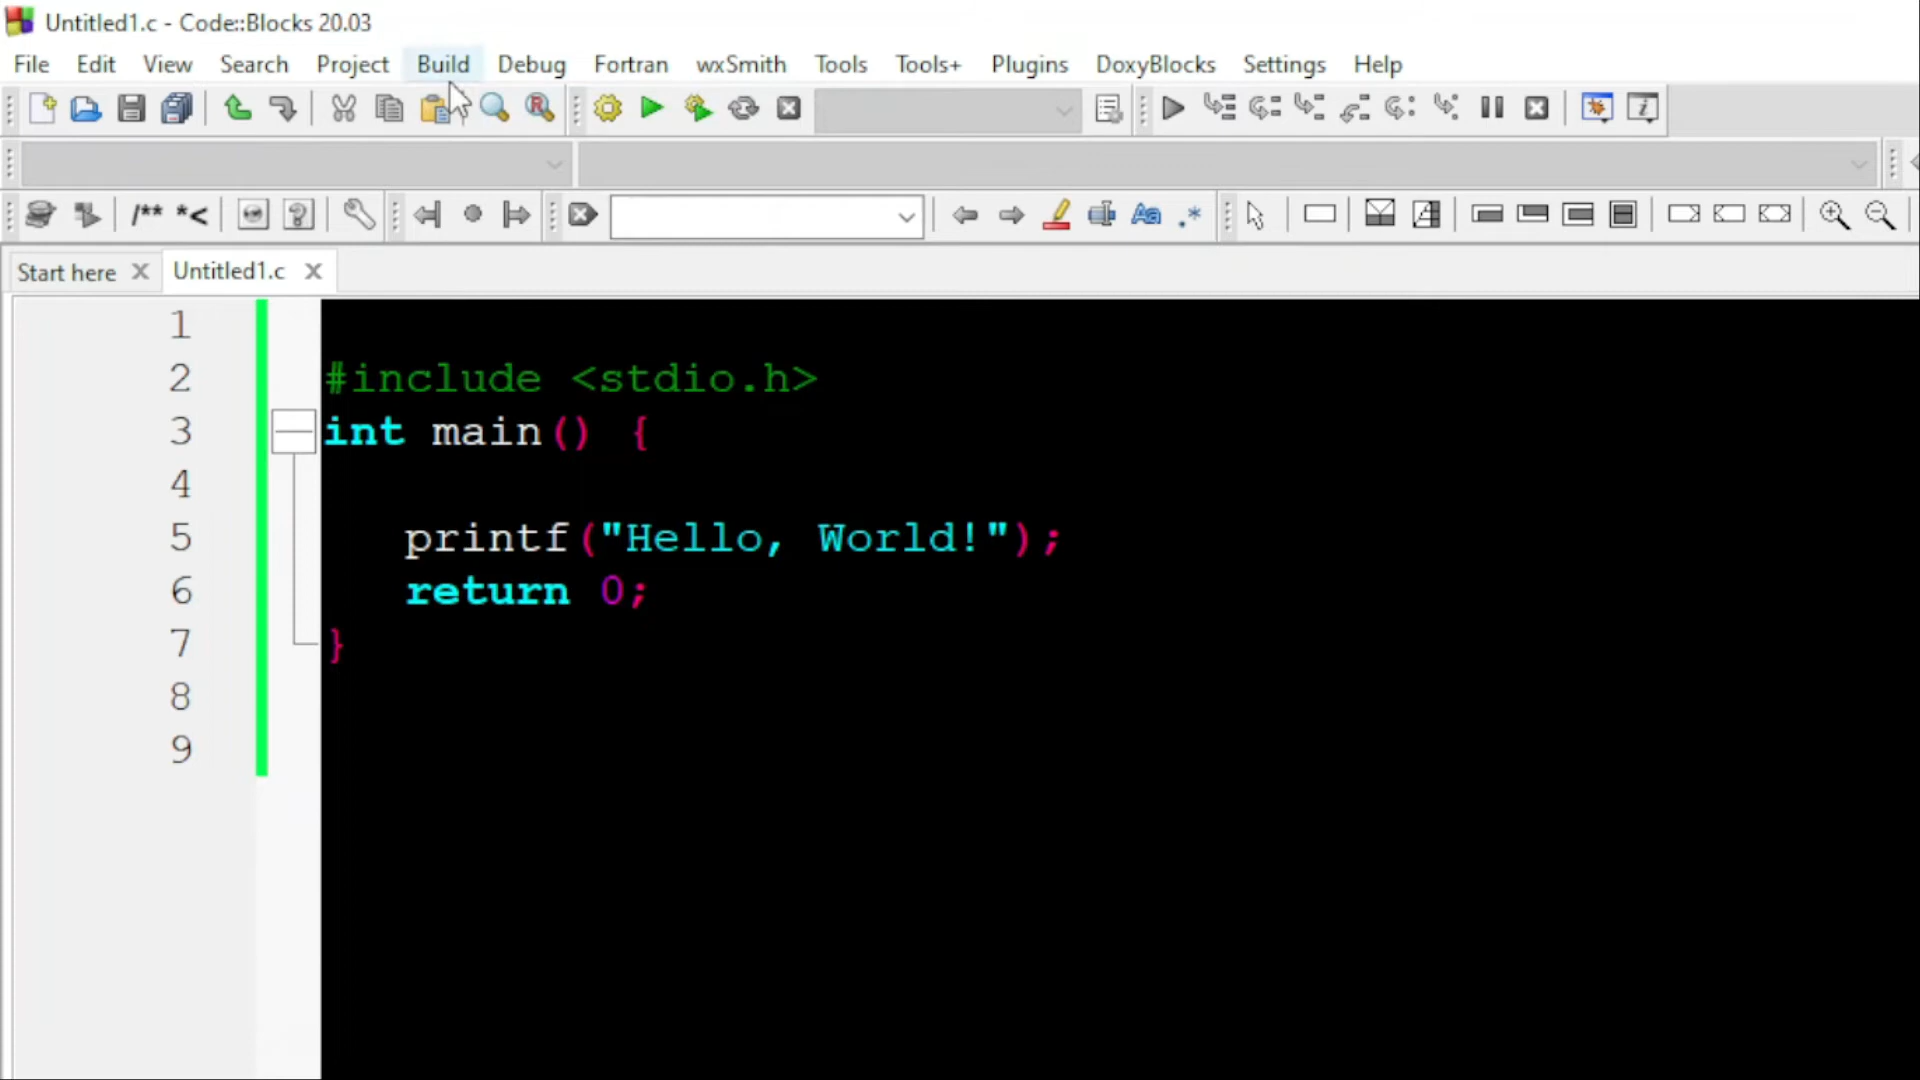 Untitled1.c - Code::Blocks 20.03
File Edit View Search Project Build Debug Fortran wxSmith Tools Tools+ Plugins DoxyBlocks Settings Help
/** *<
Aa .*
Start here Untitled1.c
1
2 #include <stdio.h>
3 int main() {
4
5 printf("Hello, World!");
6 return 0;
7 }
8
9